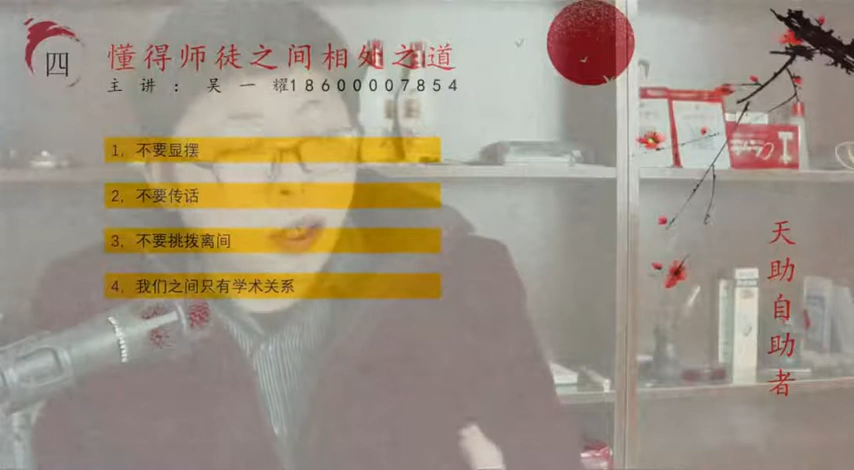 四
懂得师徒之间相处之道
主讲：吴一耀18600007854
1，不要显摆
2，不要传话
3，不要挑拨离间
4，我们之间只有学术关系
天助自助者